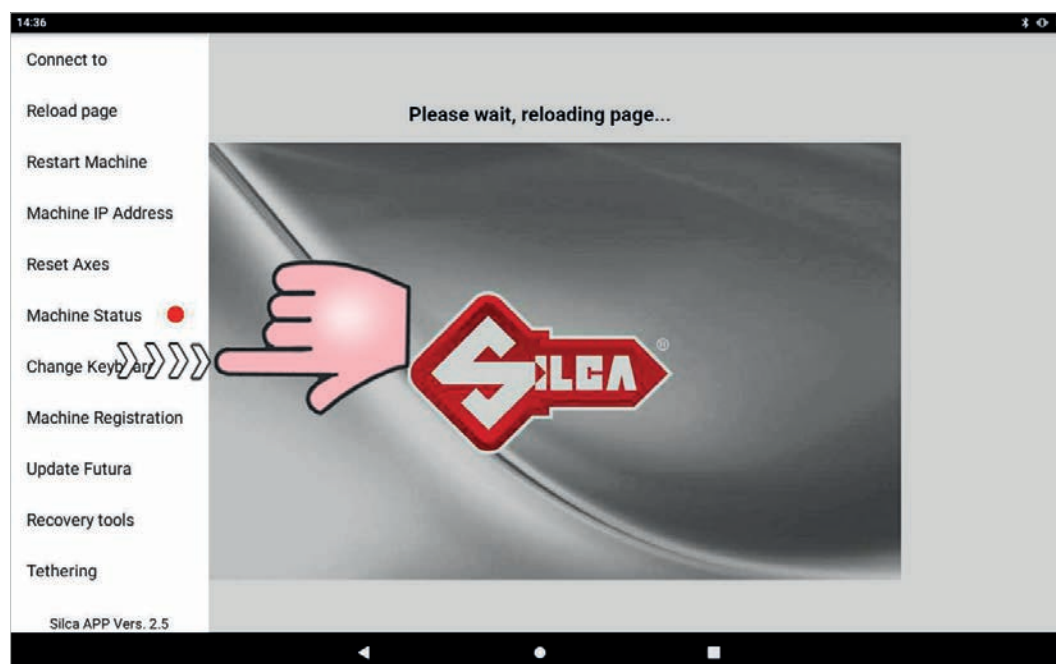 14:36
Connect to
Reload page
Please wait, reloading page...
Restart Machine
Machine IP Address
Reset Axes
Machine Status
SILCA®
Change
Machine Registration
Update Futura
Recovery tools
Tethering
Silca APP Vers. 2.5